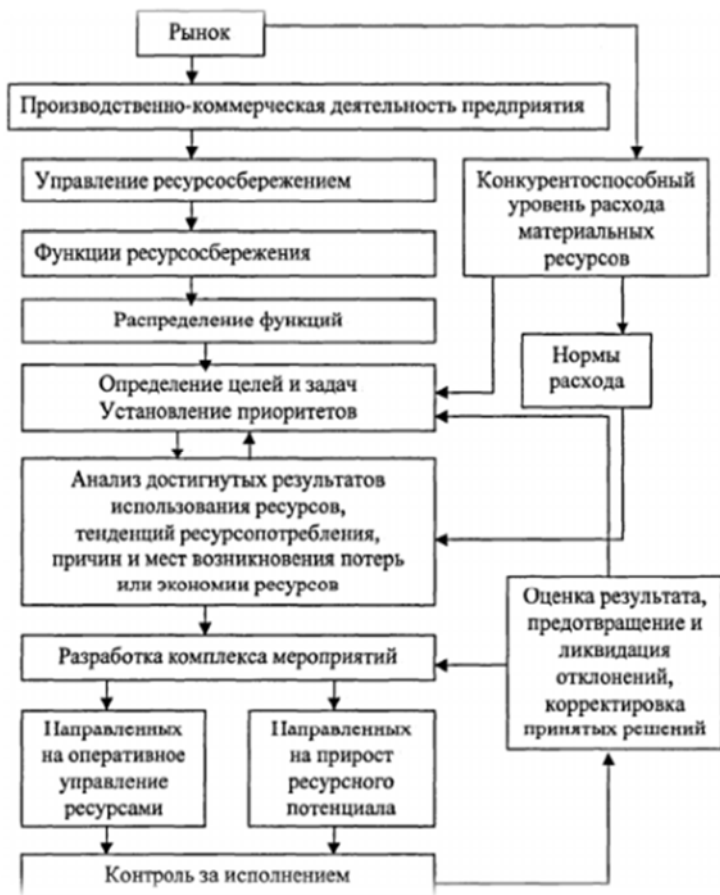 Рынок
Производственно-коммерческая деятельность предприятия
Управление ресурсосбережением
Конкурентоспособный
уровень расхода
материальных
ресурсов
Функции ресурсосбережения
Распределение функций
Нормы
расхода
Определение целей и задач
Установление приоритетов
Анализ достигнутых результатов
использования ресурсов,
тенденций ресурсопотребления,
причин и мест возникновения потерь
или экономии ресурсов
Оценка результата,
предотвращение и
ликвидация
отклонений,
корректировка
принятых решений
Разработка комплекса мероприятий
Направленных
на оперативное
управление
ресурсами
Направленных
на прирост
ресурсного
потенциала
Контроль за исполнением